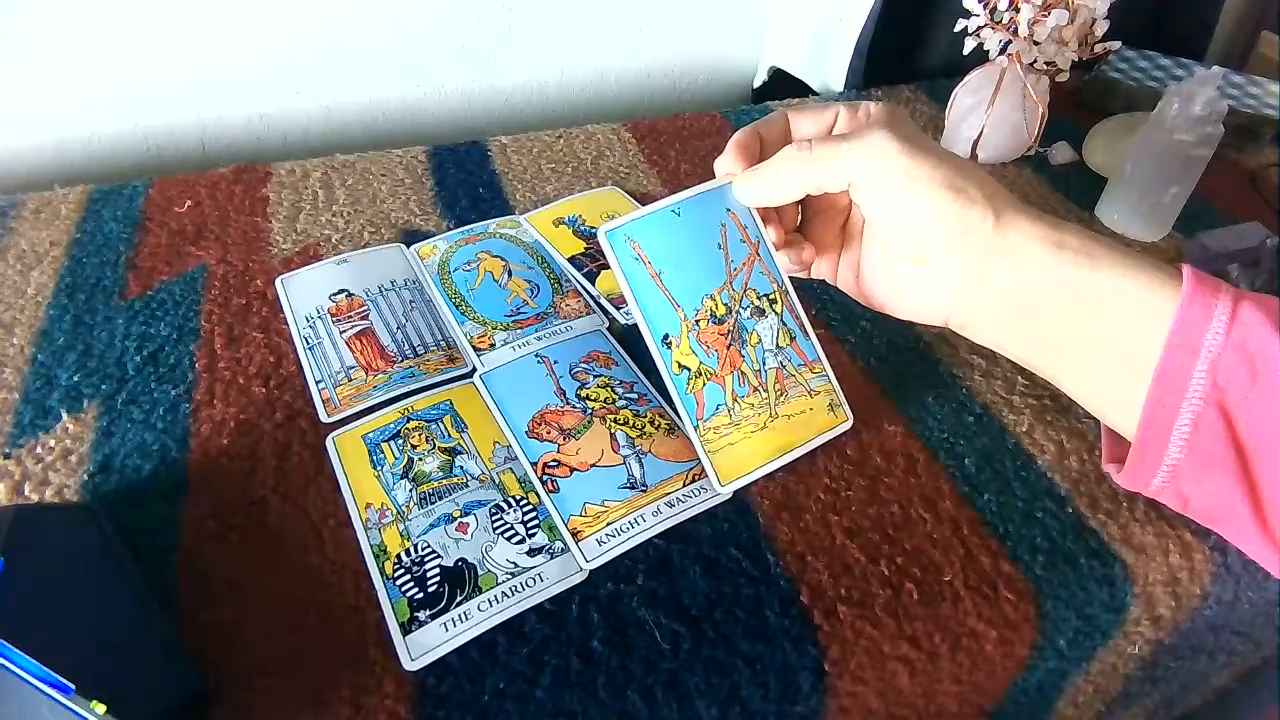 VIII
THE WORLD.
V
VII
THE CHARIOT.
KNIGHT of WANDS.